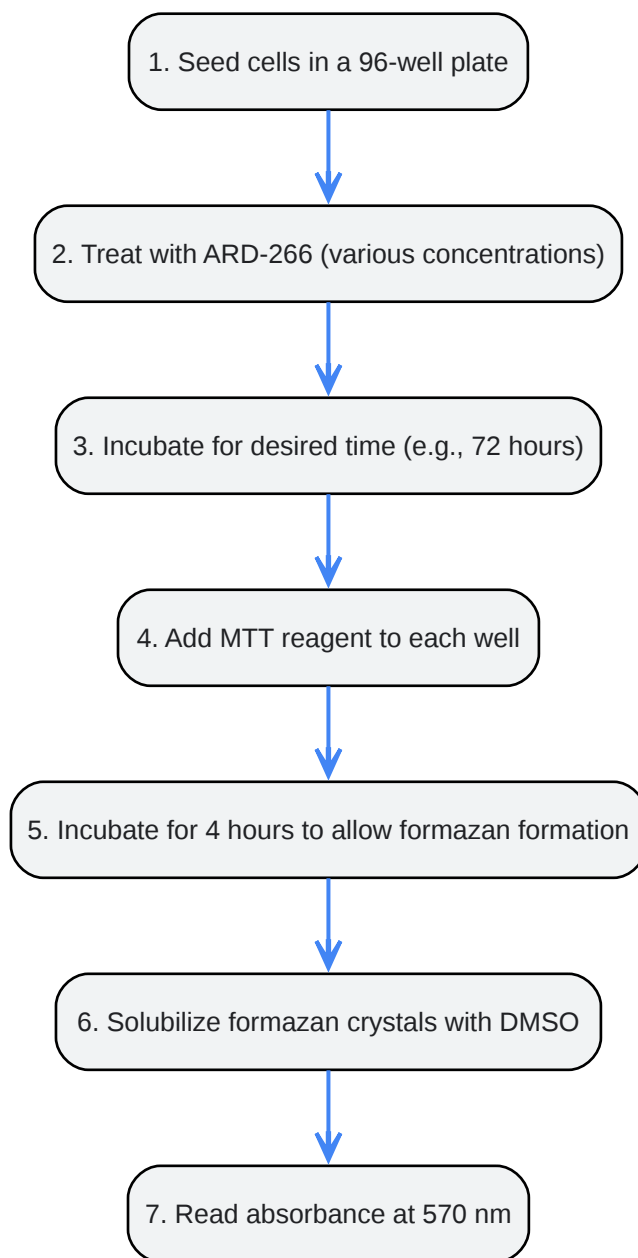 1. Seed cells in a 96-well plate
2. Treat with ARD-266 (various concentrations)
3. Incubate for desired time (e.g., 72 hours)
4. Add MTT reagent to each well
5. Incubate for 4 hours to allow formazan formation
6. Solubilize formazan crystals with DMSO
7. Read absorbance at 570 nm